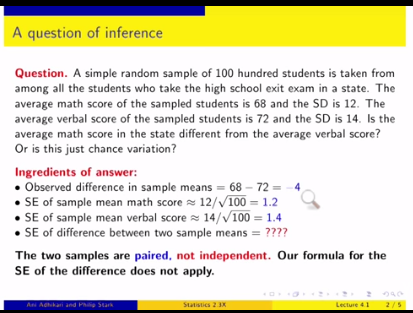 A question of inference
Question. A simple random sample of 100 hundred students is taken from
among all the students who take the high school exit exam in a state. The
average math score of the sampled students is 68 and the SD is 12. The
average verbal score of the sampled students is 72 and the SD is 14. Is the
average math score in the state different from the average verbal score?
Or is this just chance variation?
Ingredients of answer:
• Observed difference in sample means = 68 − 72 = −4
• SE of sample mean math score ≈ 12/√100 = 1.2
• SE of sample mean verbal score ≈ 14/√100 = 1.4
• SE of difference between two sample means = ????
The two samples are paired, not independent. Our formula for the
SE of the difference does not apply.
Ani Adhikari and Philip Stark Statistics 2.3X Lecture 4.1 2 / 5